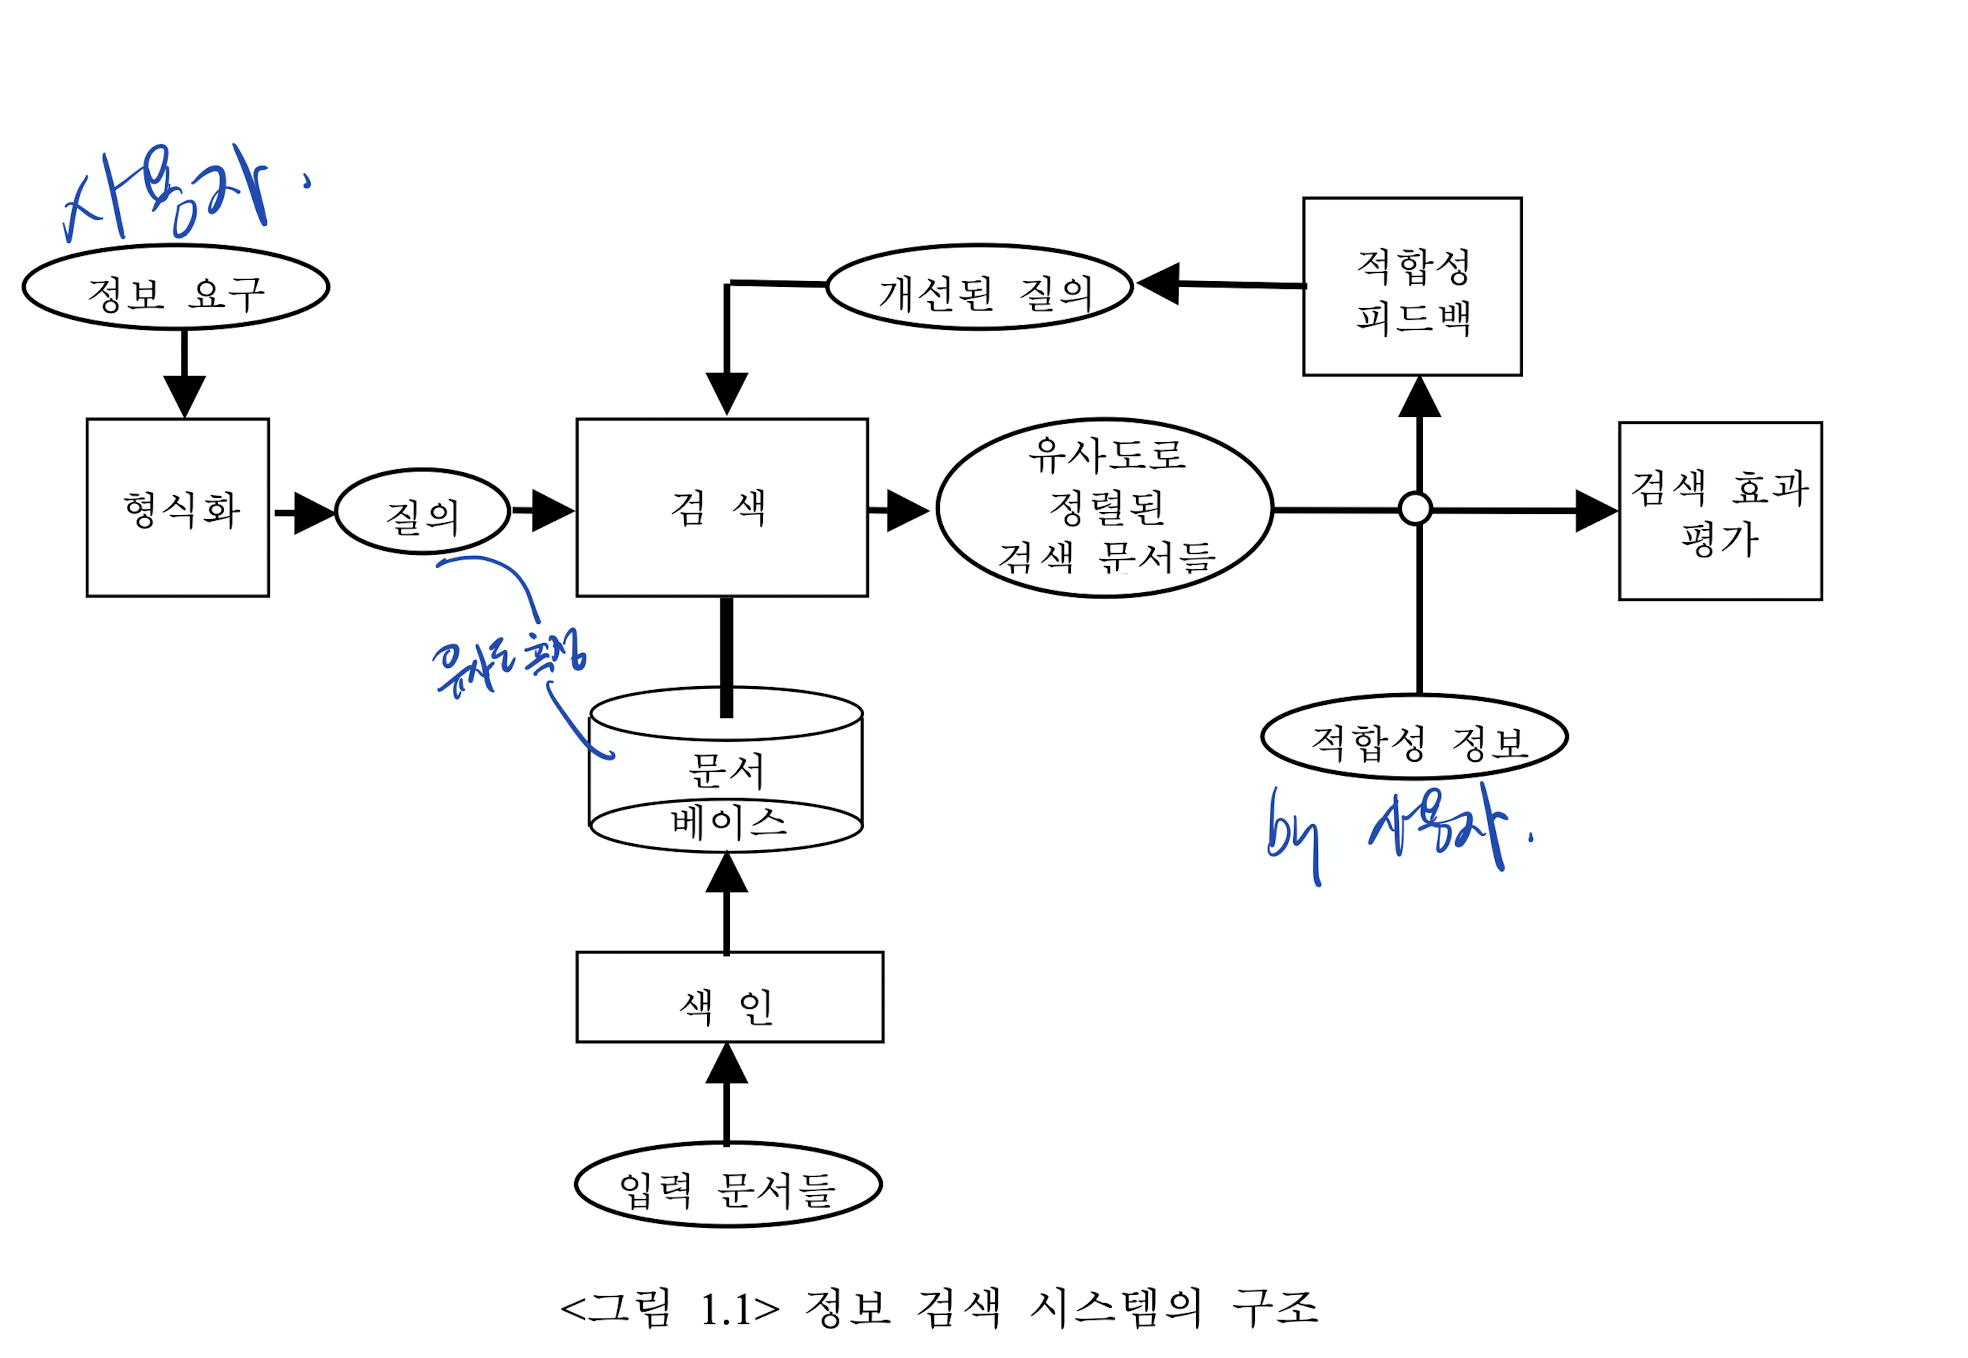 사용자.
정보 요구
개선된 질의
적합성
피드백
형식화
질의
검 색
유사도로
정렬된
검색 문서들
검색 효과
평가
유사도 측정
문서
베이스
적합성 정보
by 사용자.
색 인
입력 문서들
<그림 1.1> 정보 검색 시스템의 구조